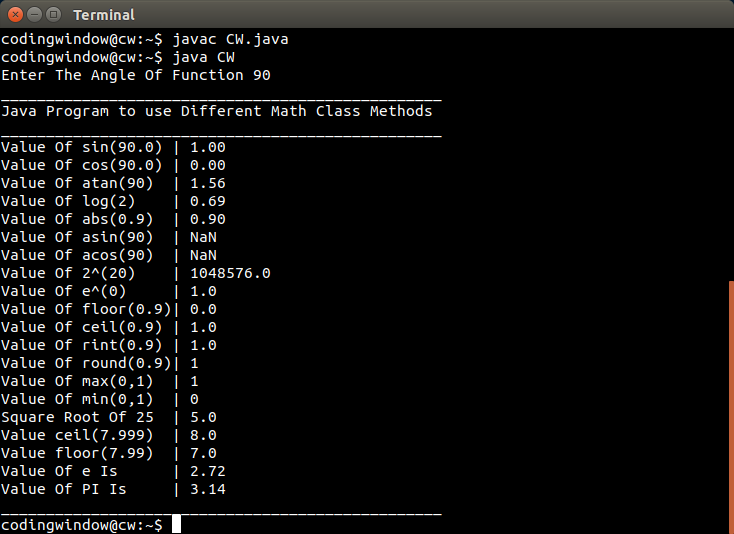 Terminal
codingwindow@cw:~$ javac CW.java
codingwindow@cw:~$ java CW
Enter The Angle Of Function 90
_________________________________________________
Java Program to use Different Math Class Methods
_________________________________________________
Value Of sin(90.0) | 1.00
Value Of cos(90.0) | 0.00
Value Of atan(90)  | 1.56
Value Of log(2)    | 0.69
Value Of abs(0.9)  | 0.90
Value Of asin(90)  | NaN
Value Of acos(90)  | NaN
Value Of 2^(20)    | 1048576.0
Value Of e^(0)     | 1.0
Value Of floor(0.9)| 0.0
Value Of ceil(0.9) | 1.0
Value Of rint(0.9) | 1.0
Value Of round(0.9)| 1
Value Of max(0,1)  | 1
Value Of min(0,1)  | 0
Square Root Of 25  | 5.0
Value ceil(7.999)  | 8.0
Value floor(7.99)  | 7.0
Value Of e Is      | 2.72
Value Of PI Is     | 3.14
_________________________________________________
codingwindow@cw:~$